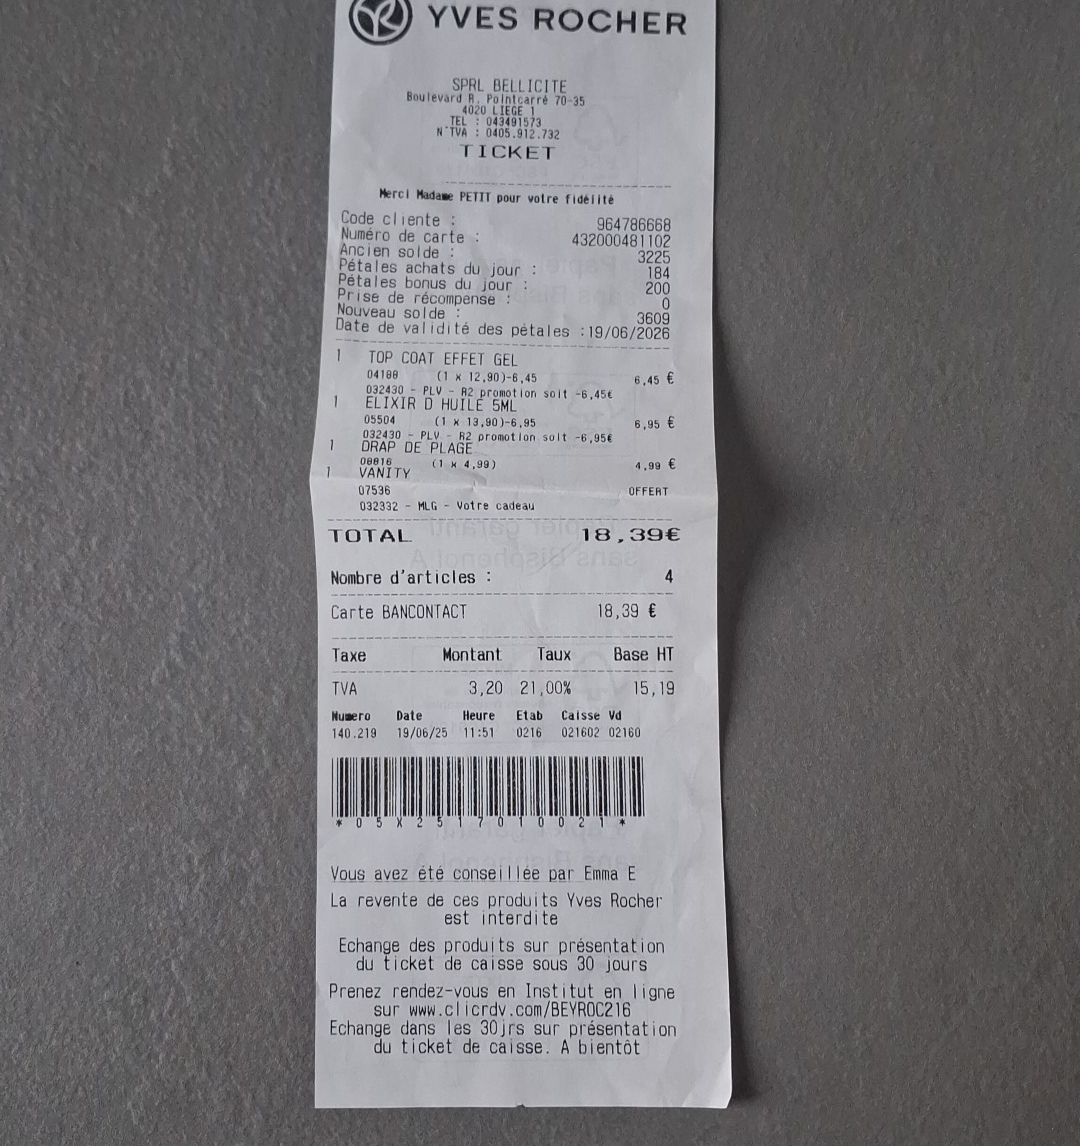 YVES ROCHER
SPRL BELLICITE
Boulevard R. Pointcarré 70-35
4020 LIEGE 1
TEL : 043491573
N°TVA : 0405.912.732
TICKET
Merci Madame PETIT pour votre fidélité
Code cliente : 964786668
Numéro de carte : 432000481102
Ancien solde : 3225
Pétales achats du jour : 184
Pétales bonus du jour : 200
Prise de récompense : 0
Nouveau solde : 3609
Date de validité des pétales :19/06/2026
1 TOP COAT EFFET GEL
04188 (1 x 12,90)-6,45 6,45 €
032430 - PLV - R2 promotion soit -6,45€
1 ELIXIR D HUILE 5ML
05504 (1 x 13,90)-6,95 6,95 €
032430 - PLV - R2 promotion soit -6,95€
1 DRAP DE PLAGE
08816 (1 x 4,99) 4,99 €
1 VANITY
07536 OFFERT
032332 - MLG - Votre cadeau
TOTAL 18,39€
Nombre d'articles : 4
Carte BANCONTACT 18,39 €
Taxe Montant Taux Base HT
TVA 3,20 21,00% 15,19
Numero Date Heure Etab Caisse Vd
140.219 19/06/25 11:51 0216 021602 02160
* 0 5 X 2 5 1 7 0 1 0 0 2 1 *
Vous avez été conseillée par Emma E
La revente de ces produits Yves Rocher
est interdite
Echange des produits sur présentation
du ticket de caisse sous 30 jours
Prenez rendez-vous en Institut en ligne
sur www.clicrdv.com/BEYROC216
Echange dans les 30jrs sur présentation
du ticket de caisse. A bientôt